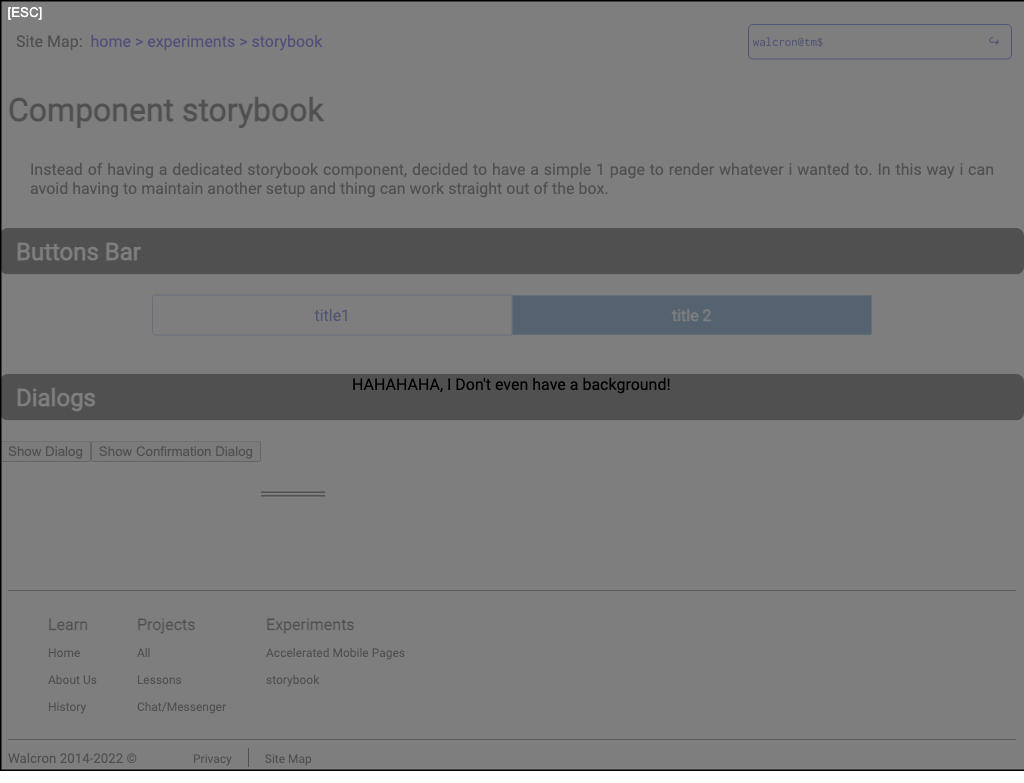 [ESC]
Site Map: home > experiments > storybook
walcron@tm$
Component storybook
Instead of having a dedicated storybook component, decided to have a simple 1 page to render whatever i wanted to. In this way i can
avoid having to maintain another setup and thing can work straight out of the box.
Buttons Bar
title1 title 2
HAHAHAHA, I Don't even have a background!
Dialogs
Show Dialog Show Confirmation Dialog
Learn Projects Experiments
Home All Accelerated Mobile Pages
About Us Lessons storybook
History Chat/Messenger
Walcron 2014-2022 © Privacy Site Map